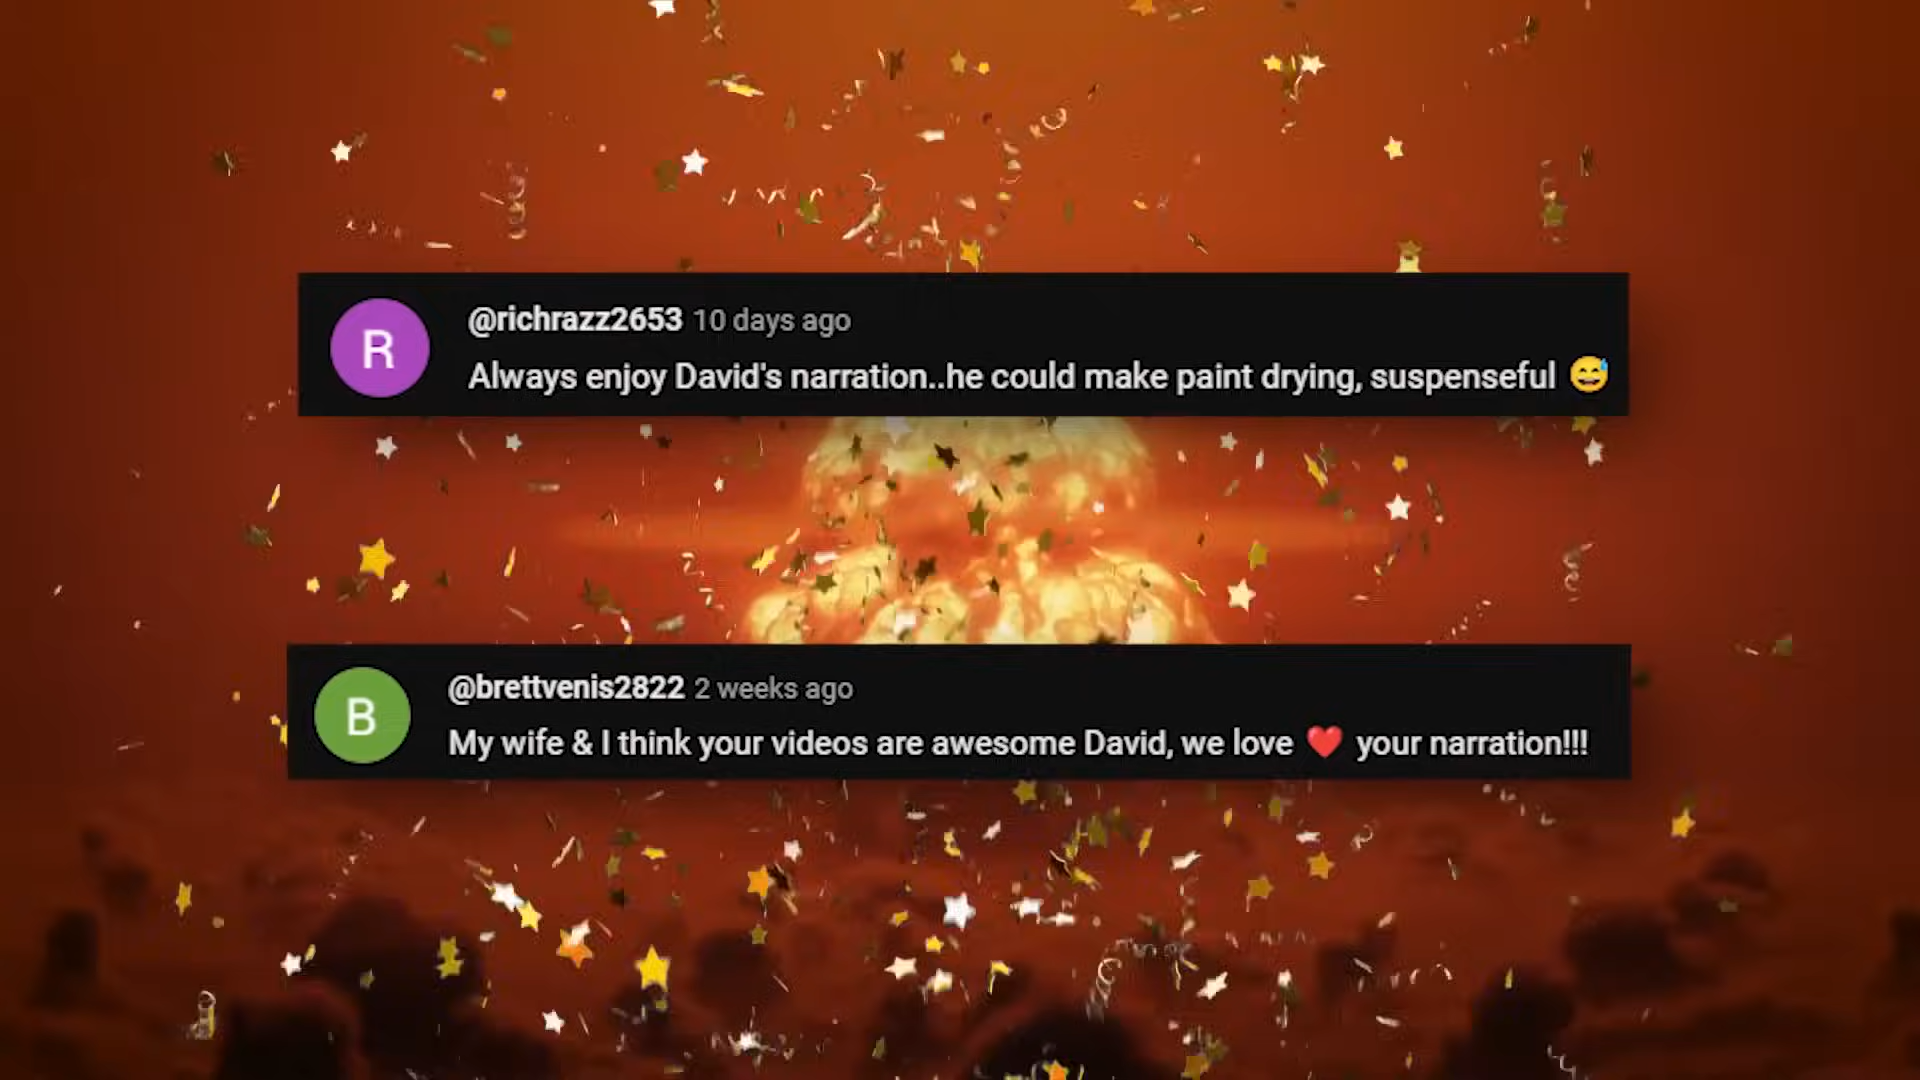 R
@richrazz2653 10 days ago
Always enjoy David's narration..he could make paint drying, suspenseful 😅
B
@brettvenis2822 2 weeks ago
My wife & I think your videos are awesome David, we love ❤️ your narration!!!